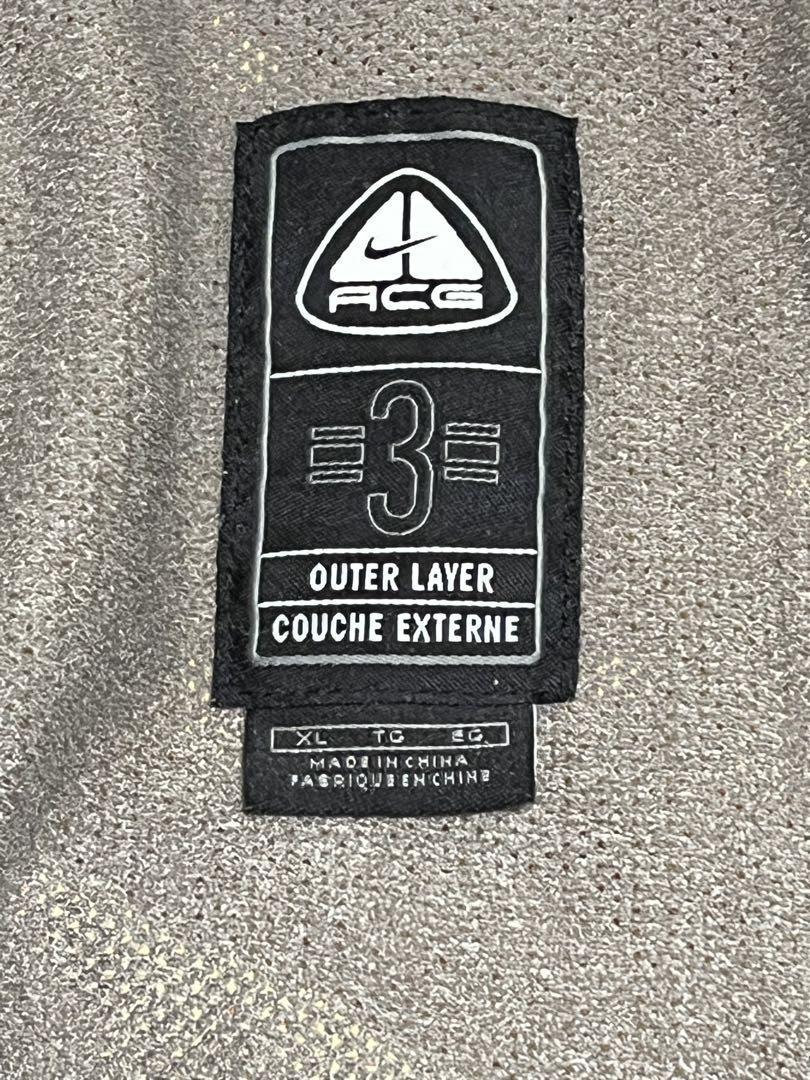 ACG
3
OUTER LAYER
COUCHE EXTERNE
XL TG EG
MADE IN CHINA
FABRIQUE EN CHINE